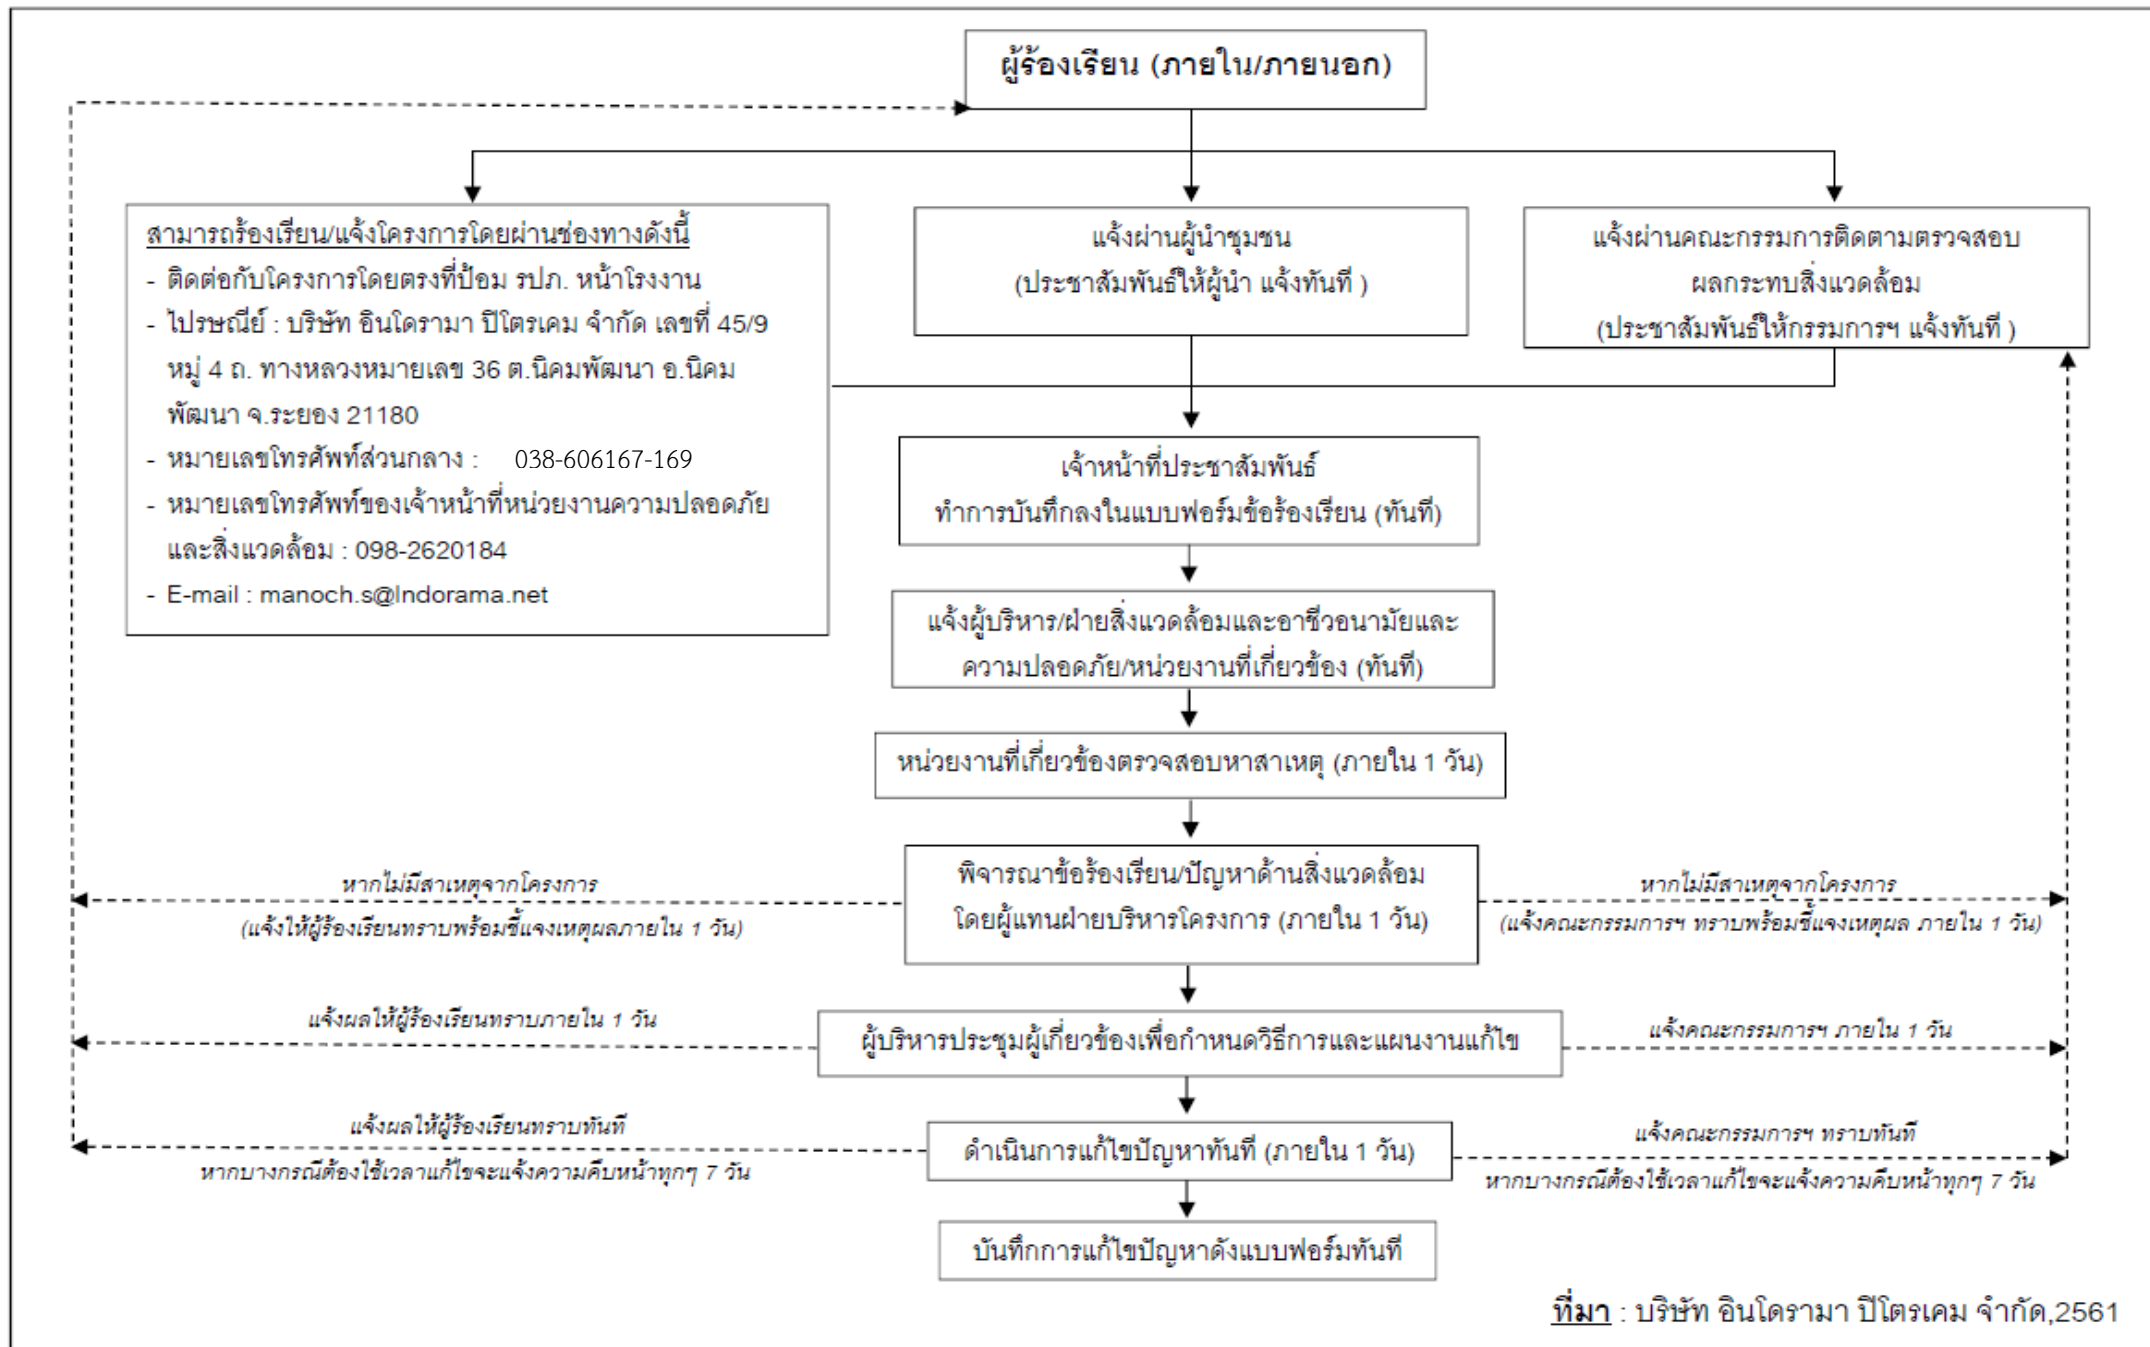 ผู้ร้องเรียน (ภายใน/ภายนอก)
สามารถร้องเรียน/แจ้งโครงการโดยผ่านช่องทางดังนี้
- ติดต่อกับโครงการโดยตรงที่ป้อม รปภ. หน้าโรงงาน
- ไปรษณีย์ : บริษัท อินโดรามา ปิโตรเคม จำกัด เลขที่ 45/9
หมู่ 4 ถ. ทางหลวงหมายเลข 36 ต.นิคมพัฒนา อ.นิคม
พัฒนา จ.ระยอง 21180
- หมายเลขโทรศัพท์ส่วนกลาง : 038-606167-169
- หมายเลขโทรศัพท์ของเจ้าหน้าที่หน่วยงานความปลอดภัย
และสิ่งแวดล้อม : 098-2620184
- E-mail : manoch.s@Indorama.net
แจ้งผ่านผู้นำชุมชน
(ประชาสัมพันธ์ให้ผู้นำ แจ้งทันที )
แจ้งผ่านคณะกรรมการติดตามตรวจสอบ
ผลกระทบสิ่งแวดล้อม
(ประชาสัมพันธ์ให้กรรมการฯ แจ้งทันที )
เจ้าหน้าที่ประชาสัมพันธ์
ทำการบันทึกลงในแบบฟอร์มข้อร้องเรียน (ทันที)
แจ้งผู้บริหาร/ฝ่ายสิ่งแวดล้อมและอาชีวอนามัยและ
ความปลอดภัย/หน่วยงานที่เกี่ยวข้อง (ทันที)
หน่วยงานที่เกี่ยวข้องตรวจสอบหาสาเหตุ (ภายใน 1 วัน)
หากไม่มีสาเหตุจากโครงการ
(แจ้งให้ผู้ร้องเรียนทราบพร้อมชี้แจงเหตุผลภายใน 1 วัน)
พิจารณาข้อร้องเรียน/ปัญหาด้านสิ่งแวดล้อม
โดยผู้แทนฝ่ายบริหารโครงการ (ภายใน 1 วัน)
หากไม่มีสาเหตุจากโครงการ
(แจ้งคณะกรรมการฯ ทราบพร้อมชี้แจงเหตุผล ภายใน 1 วัน)
แจ้งผลให้ผู้ร้องเรียนทราบภายใน 1 วัน
ผู้บริหารประชุมผู้เกี่ยวข้องเพื่อกำหนดวิธีการและแผนงานแก้ไข
แจ้งคณะกรรมการฯ ภายใน 1 วัน
แจ้งผลให้ผู้ร้องเรียนทราบทันที
หากบางกรณีต้องใช้เวลาแก้ไขจะแจ้งความคืบหน้าทุกๆ 7 วัน
ดำเนินการแก้ไขปัญหาทันที (ภายใน 1 วัน)
แจ้งคณะกรรมการฯ ทราบทันที
หากบางกรณีต้องใช้เวลาแก้ไขจะแจ้งความคืบหน้าทุกๆ 7 วัน
บันทึกการแก้ไขปัญหาดังแบบฟอร์มทันที
ที่มา : บริษัท อินโดรามา ปิโตรเคม จำกัด,2561